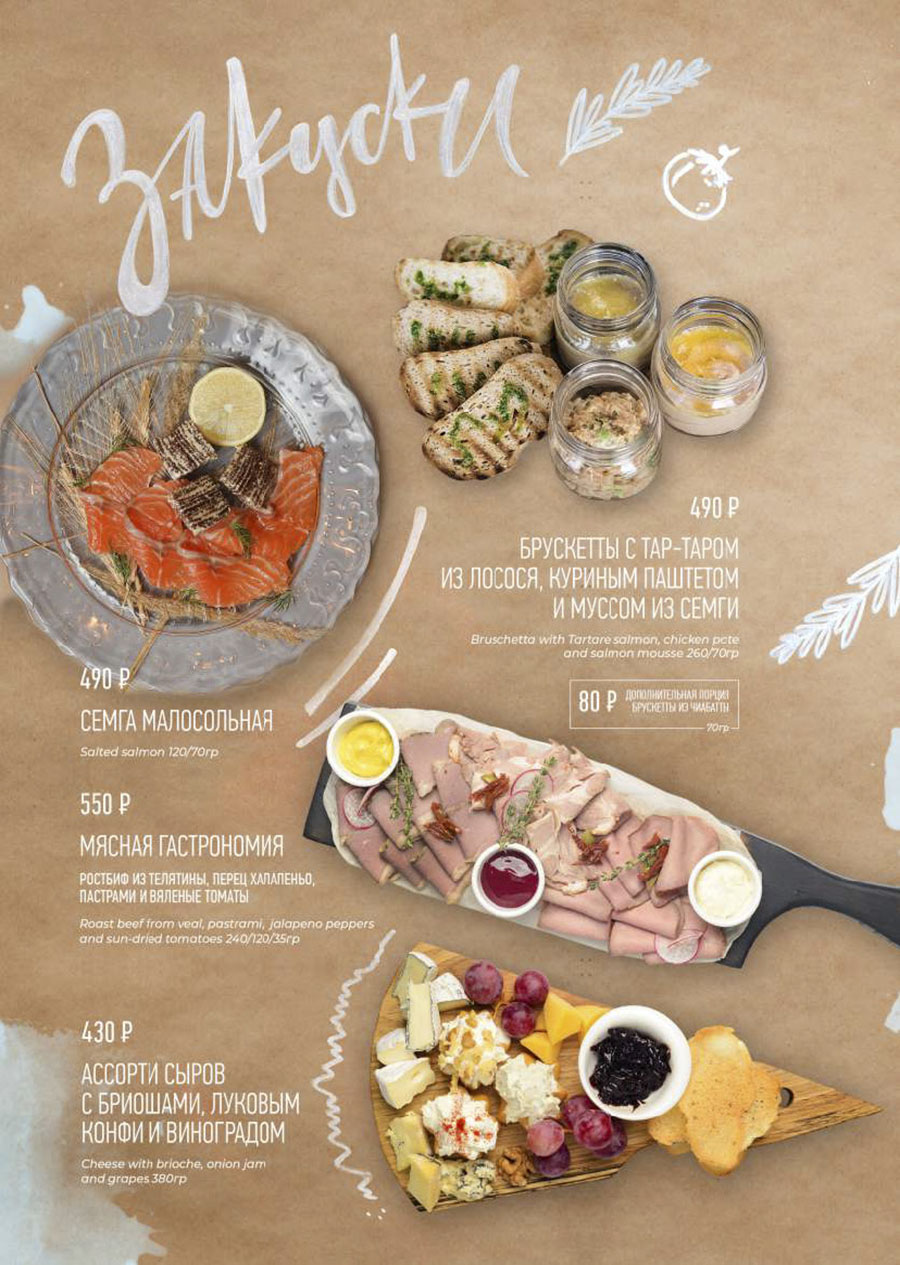 Закуски
490 ₽
БРУСКЕТТЫ С ТАР-ТАРОМ
ИЗ ЛОСОСЯ, КУРИНЫМ ПАШТЕТОМ
И МУССОМ ИЗ СЕМГИ
Bruschetta with Tartare salmon, chicken pcte
and salmon mousse 260/70гр
80 ₽
ДОПОЛНИТЕЛЬНАЯ ПОРЦИЯ
БРУСКЕТТЫ ИЗ ЧИАБАТТЫ
70гр
490 ₽
СЕМГА МАЛОСОЛЬНАЯ
Salted salmon 120/70гр
550 ₽
МЯСНАЯ ГАСТРОНОМИЯ
РОСТБИФ ИЗ ТЕЛЯТИНЫ, ПЕРЕЦ ХАЛАПЕНЬО,
ПАСТРАМИ И ВЯЛЕНЫЕ ТОМАТЫ
Roast beef from veal, pastrami, jalapeno peppers
and sun-dried tomatoes 240/120/35гр
430 ₽
АССОРТИ СЫРОВ
С БРИОШАМИ, ЛУКОВЫМ
КОНФИ И ВИНОГРАДОМ
Cheese with brioche, onion jam
and grapes 380гр